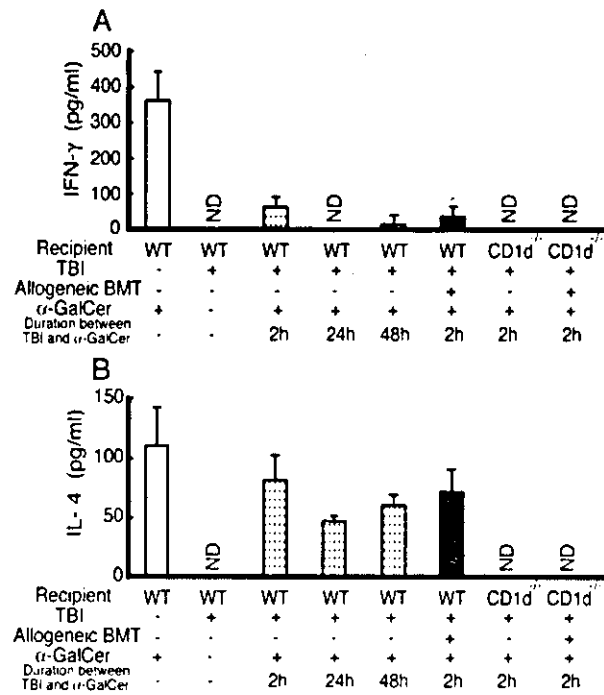 A
500
400
300
200
100
0
IFN-γ (pg/ml)
ND ND ND ND
Recipient WT WT WT WT WT WT CD1d-/- CD1d-/-
TBI - + + + + + + +
Allogeneic BMT - - - - - + - +
α-GalCer + - + + + + + +
Duration between
TBI and α-GalCer - - 2h 24h 48h 2h 2h 2h
B
150
100
50
0
IL-4 (pg/ml)
ND ND ND
Recipient WT WT WT WT WT WT CD1d-/- CD1d-/-
TBI - + + + + + + +
Allogeneic BMT - - - - - + - +
α-GalCer + - + + + + + +
Duration between
TBI and α-GalCer - - 2h 24h 48h 2h 2h 2h